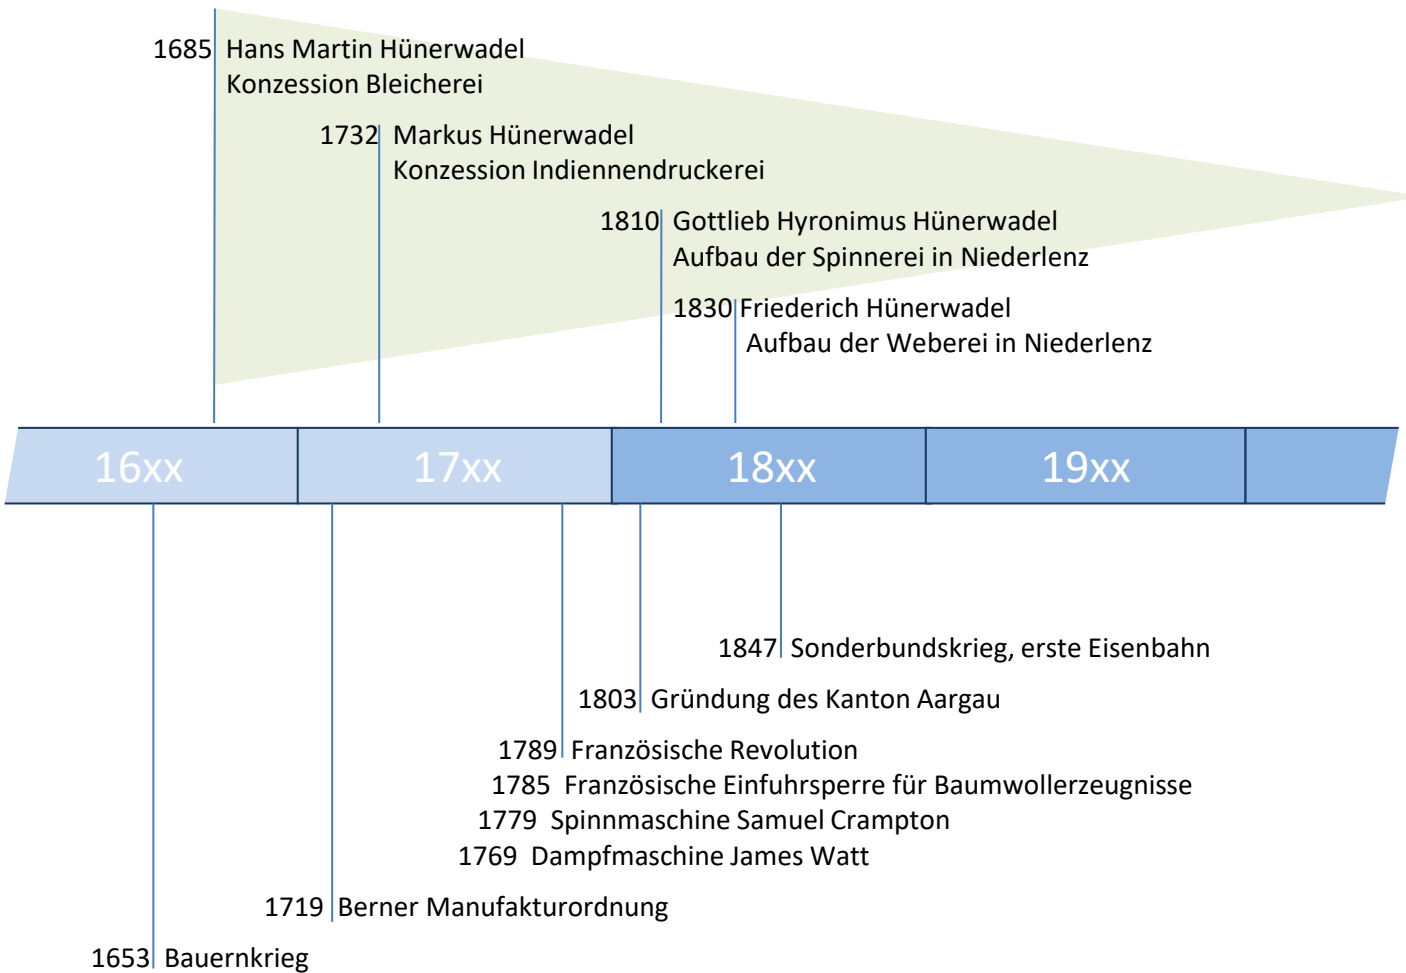 1685 Hans Martin Hünerwadel
Konzession Bleicherei
1732 Markus Hünerwadel
Konzession Indiennendruckerei
1810 Gottlieb Hyronimus Hünerwadel
Aufbau der Spinnerei in Niederlenz
1830 Friederich Hünerwadel
Aufbau der Weberei in Niederlenz
16xx 17xx 18xx 19xx
1847 Sonderbundskrieg, erste Eisenbahn
1803 Gründung des Kanton Aargau
1789 Französische Revolution
1785 Französische Einfuhrsperre für Baumwollerzeugnisse
1779 Spinnmaschine Samuel Crampton
1769 Dampfmaschine James Watt
1719 Berner Manufakturordnung
1653 Bauernkrieg